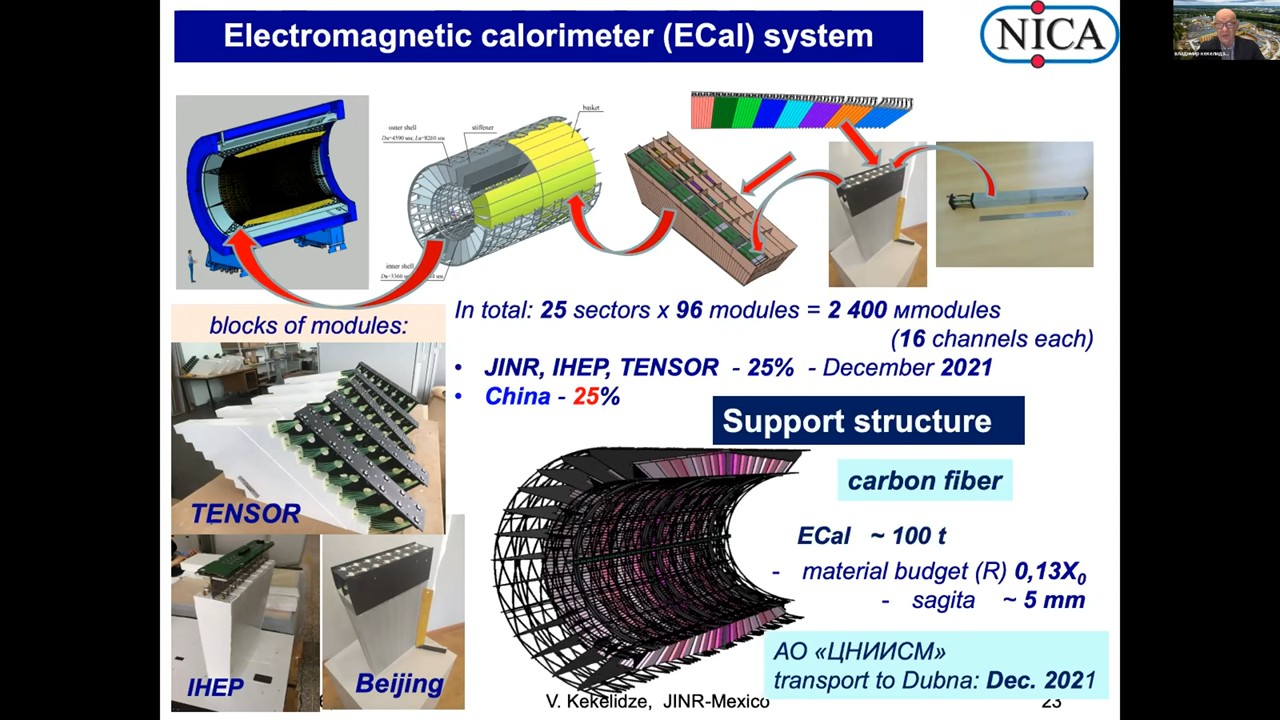 Electromagnetic calorimeter (ECal) system
NICA
владимир кекелидз...
basket
outer shell
stiffener
inner shell
In total: 25 sectors x 96 modules = 2 400 мmodules
(16 channels each)
blocks of modules:
• JINR, IHEP, TENSOR - 25% - December 2021
• China - 25%
Support structure
carbon fiber
TENSOR
ECal ~ 100 t
- material budget (R) 0,13X₀
- sagita ~ 5 mm
АО «ЦНИИСМ»
transport to Dubna: Dec. 2021
IHEP
Beijing
V. Kekelidze, JINR-Mexico
23